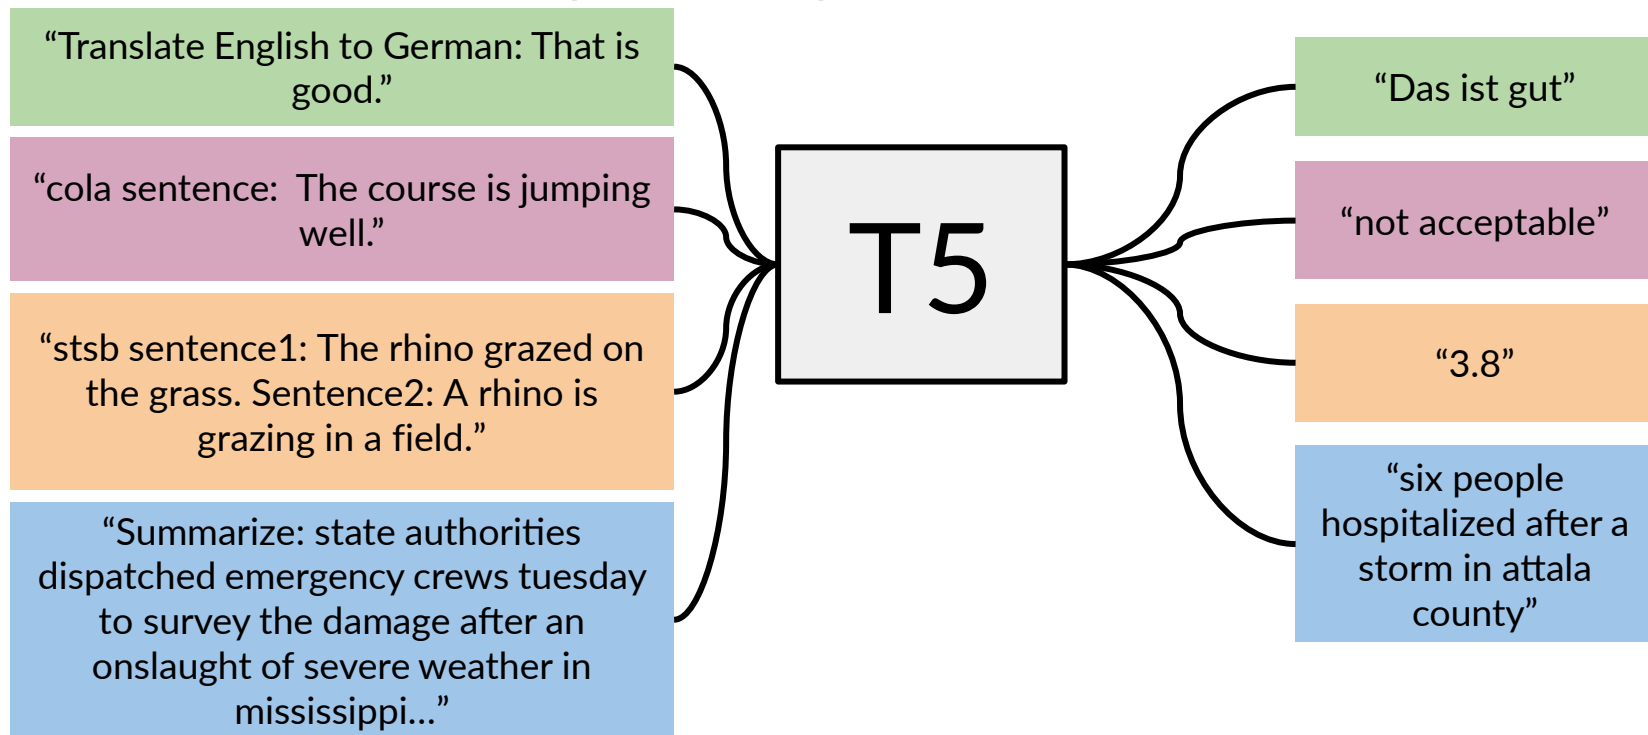 “Translate English to German: That is
good.”
“cola sentence:  The course is jumping
well.”
“stsb sentence1: The rhino grazed on
the grass. Sentence2: A rhino is
grazing in a field.”
“Summarize: state authorities
dispatched emergency crews tuesday
to survey the damage after an
onslaught of severe weather in
mississippi...”
T5
“Das ist gut”
“not acceptable”
“3.8”
“six people
hospitalized after a
storm in attala
county”